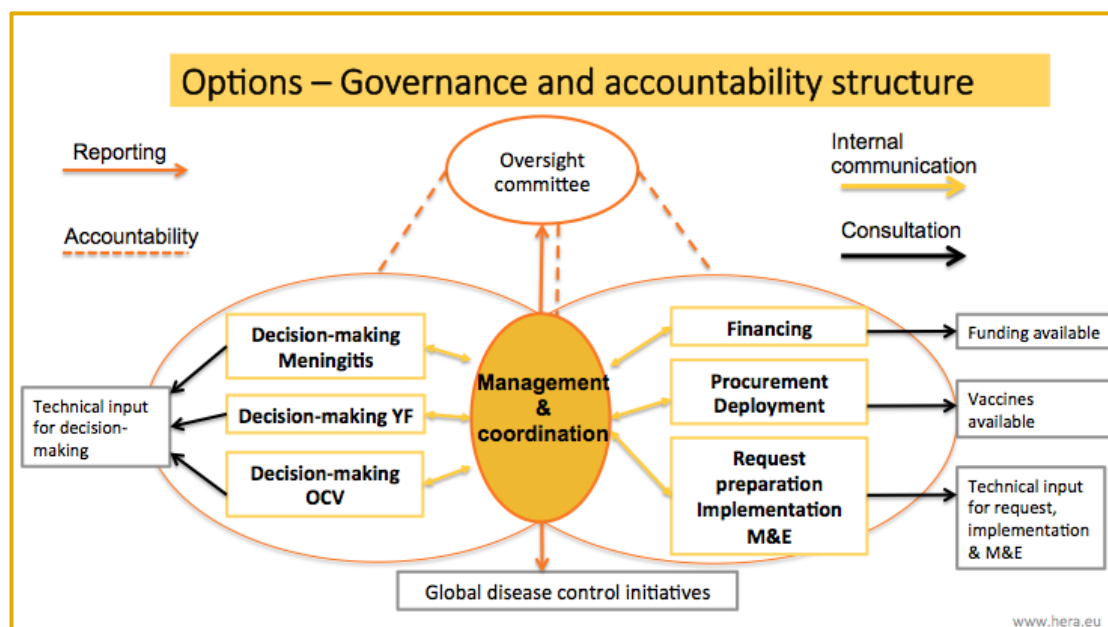 Options – Governance and accountability structure
Reporting
Accountability
Oversight
committee
Internal
communication
Consultation
Decision-making
Meningitis
Decision-making YF
Decision-making
OCV
Technical input
for decision-
making
Management
&
coordination
Financing
Procurement
Deployment
Request
preparation
Implementation
M&E
Funding available
Vaccines
available
Technical input
for request,
implementation
& M&E
Global disease control initiatives
www.hera.eu